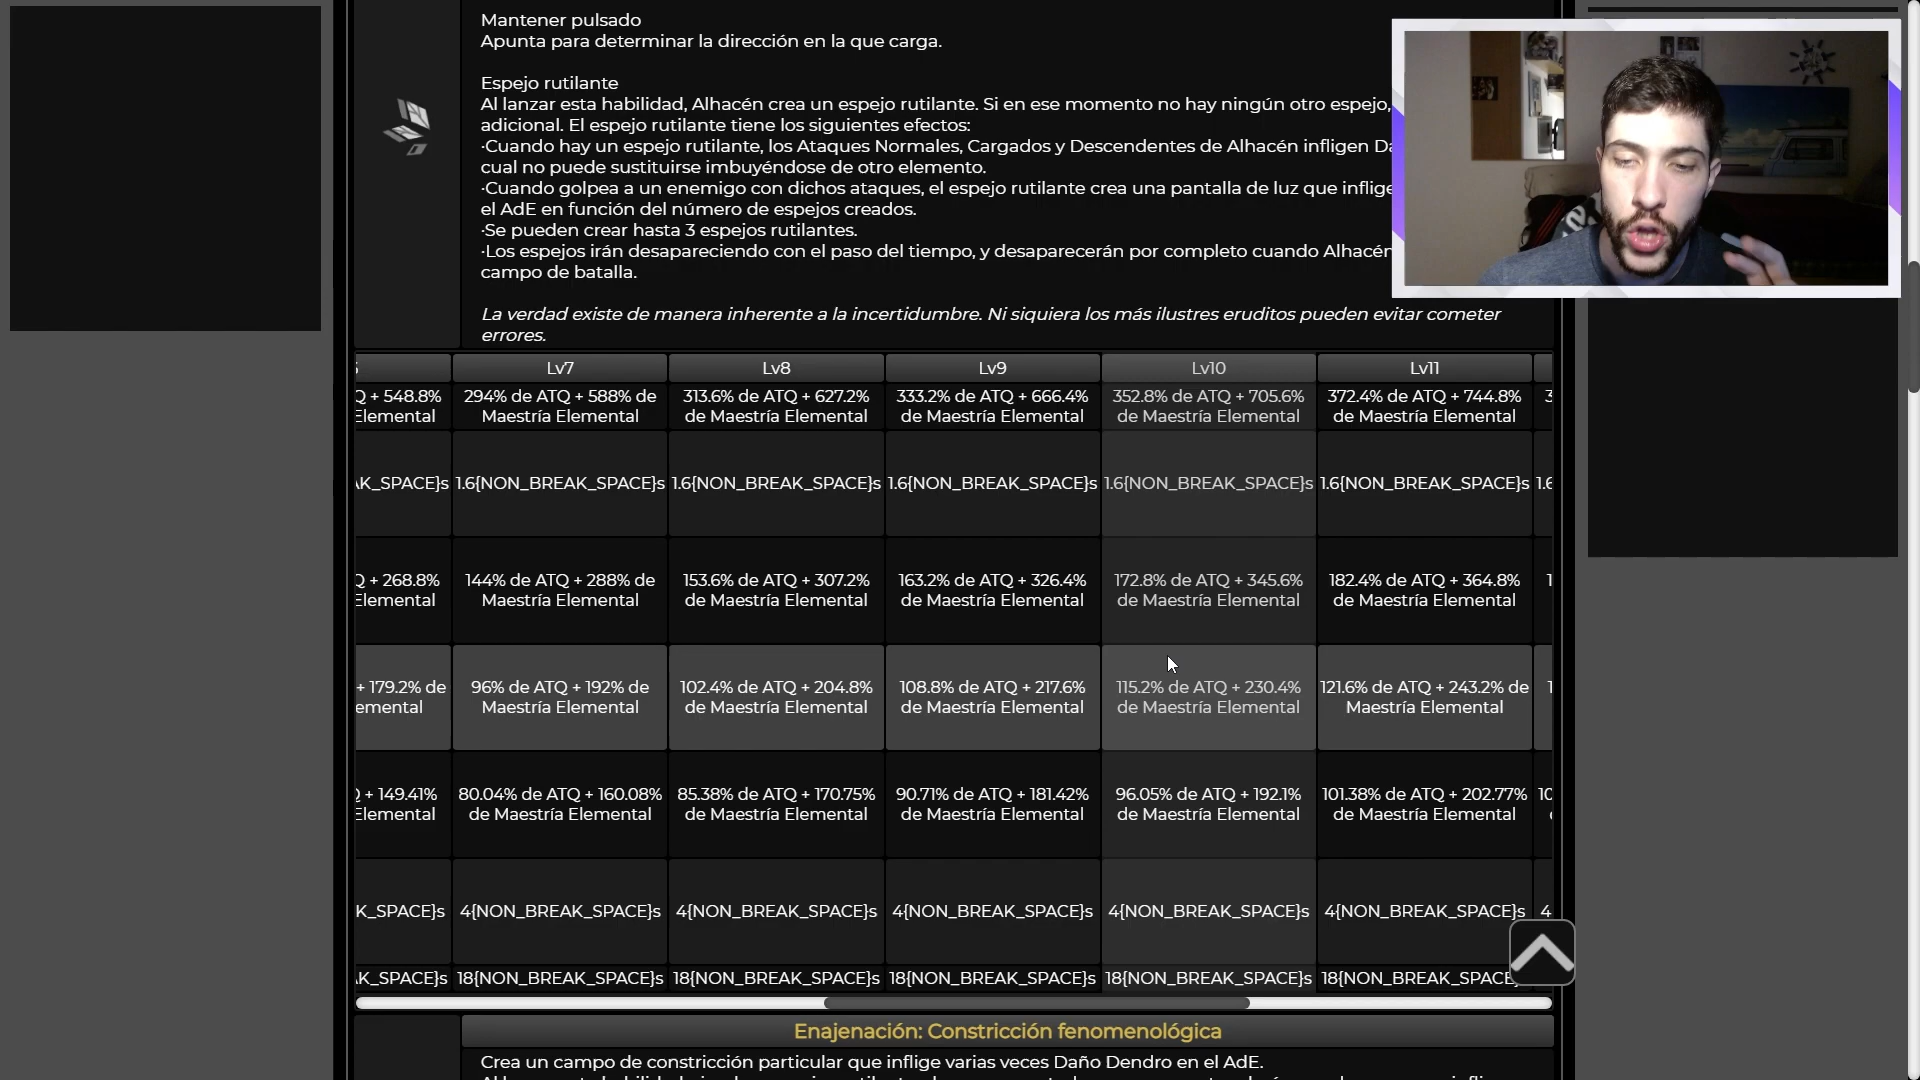 Mantener pulsado
Apunta para determinar la dirección en la que carga.
Espejo rutilante
Al lanzar esta habilidad, Alhacén crea un espejo rutilante. Si en ese momento no hay ningún otro espejo,
adicional. El espejo rutilante tiene los siguientes efectos:
·Cuando hay un espejo rutilante, los Ataques Normales, Cargados y Descendentes de Alhacén infligen
cual no puede sustituirse imbuyéndose de otro elemento.
·Cuando golpea a un enemigo con dichos ataques, el espejo rutilante crea una pantalla de luz que inflige
el AdE en función del número de espejos creados.
·Se pueden crear hasta 3 espejos rutilantes.
·Los espejos irán desapareciendo con el paso del tiempo, y desaparecerán por completo cuando Alhacén
campo de batalla.
La verdad existe de manera inherente a la incertidumbre. Ni siquiera los más ilustres eruditos pueden evitar cometer
errores.
Lv7 Lv8 Lv9 Lv10 Lv11
+ 548.8% 294% de ATQ + 588% de 313.6% de ATQ + 627.2% 333.2% de ATQ + 666.4% 352.8% de ATQ + 705.6% 372.4% de ATQ + 744.8%
Elemental Maestría Elemental de Maestría Elemental de Maestría Elemental de Maestría Elemental de Maestría Elemental
_SPACE}s 1.6{NON_BREAK_SPACE}s 1.6{NON_BREAK_SPACE}s 1.6{NON_BREAK_SPACE}s 1.6{NON_BREAK_SPACE}s 1.6{NON_BREAK_SPACE}s
+ 268.8% 144% de ATQ + 288% de 153.6% de ATQ + 307.2% 163.2% de ATQ + 326.4% 172.8% de ATQ + 345.6% 182.4% de ATQ + 364.8%
Elemental Maestría Elemental de Maestría Elemental de Maestría Elemental de Maestría Elemental de Maestría Elemental
+ 179.2% de 96% de ATQ + 192% de 102.4% de ATQ + 204.8% 108.8% de ATQ + 217.6% 115.2% de ATQ + 230.4% 121.6% de ATQ + 243.2% de
emental Maestría Elemental de Maestría Elemental de Maestría Elemental de Maestría Elemental Maestría Elemental
+ 149.41% 80.04% de ATQ + 160.08% 85.38% de ATQ + 170.75% 90.71% de ATQ + 181.42% 96.05% de ATQ + 192.1% 101.38% de ATQ + 202.77%
Elemental de Maestría Elemental de Maestría Elemental de Maestría Elemental de Maestría Elemental de Maestría Elemental
K_SPACE}s 4{NON_BREAK_SPACE}s 4{NON_BREAK_SPACE}s 4{NON_BREAK_SPACE}s 4{NON_BREAK_SPACE}s 4{NON_BREAK_SPACE}s 4
K_SPACE}s 18{NON_BREAK_SPACE}s 18{NON_BREAK_SPACE}s 18{NON_BREAK_SPACE}s 18{NON_BREAK_SPACE}s 18{NON_BREAK_SPACE
Enajenación: Constricción fenomenológica
Crea un campo de constricción particular que inflige varias veces Daño Dendro en el AdE.